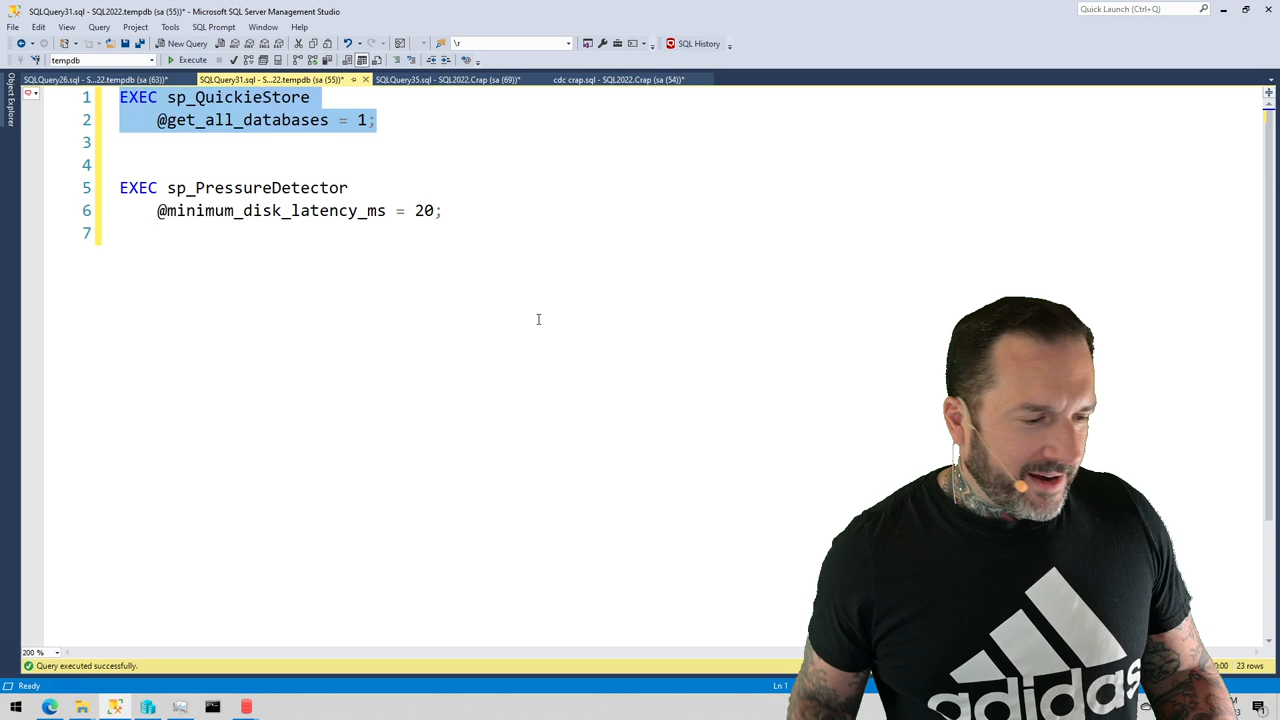 SQLQuery31.sql - SQL2022.tempdb (sa (55))* - Microsoft SQL Server Management Studio
Quick Launch (Ctrl+Q)
File Edit View Query Project Tools SQL Prompt Window Help
New Query \r SQL History
tempdb Execute
SQLQuery26.sql - S...22.tempdb (sa (63))* SQLQuery31.sql - S...22.tempdb (sa (55))* SQLQuery35.sql - SQL2022.Crap (sa (69))* cdc crap.sql - SQL2022.Crap (sa (54))*
Object Explorer
1 EXEC sp_QuickieStore
2 @get_all_databases = 1;
3
4
5 EXEC sp_PressureDetector
6 @minimum_disk_latency_ms = 20;
7
adidas
200 %
Query executed successfully. 23 rows
Ready Ln 1